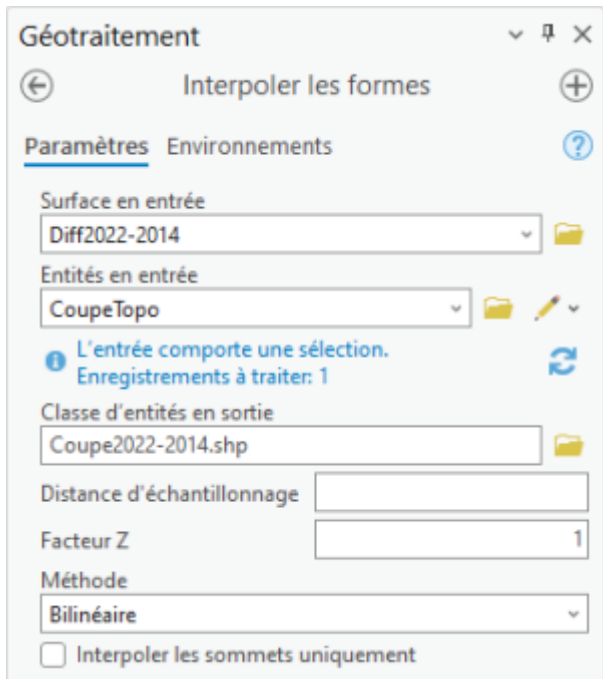 Géotraitement
Interpoler les formes
Paramètres Environnements
Surface en entrée
Diff2022-2014
Entités en entrée
CoupeTopo
L'entrée comporte une sélection.
Enregistrements à traiter: 1
Classe d'entités en sortie
Coupe2022-2014.shp
Distance d'échantillonnage
Facteur Z 1
Méthode
Bilinéaire
Interpoler les sommets uniquement